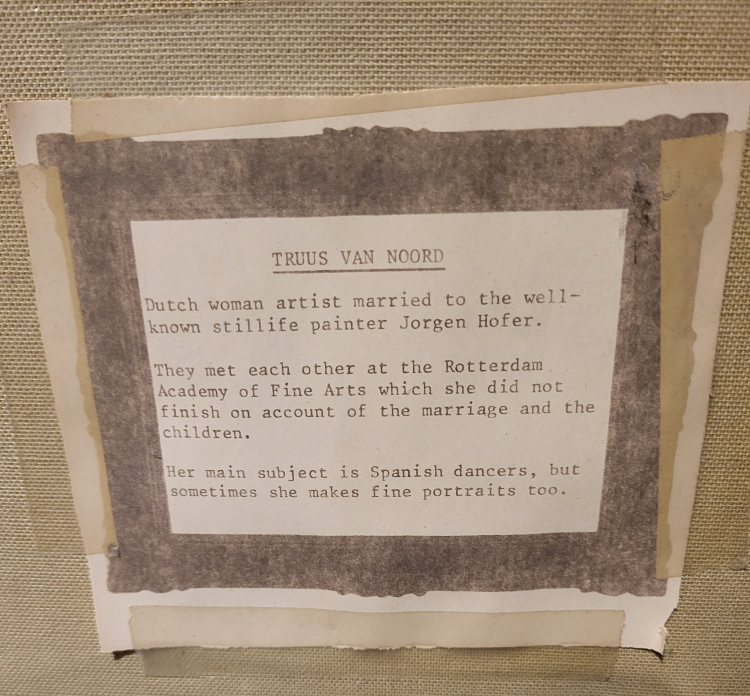 TRUUS VAN NOORD
Dutch woman artist married to the well-
known stillife painter Jorgen Hofer.
They met each other at the Rotterdam
Academy of Fine Arts which she did not
finish on account of the marriage and the
children.
Her main subject is Spanish dancers, but
sometimes she makes fine portraits too.